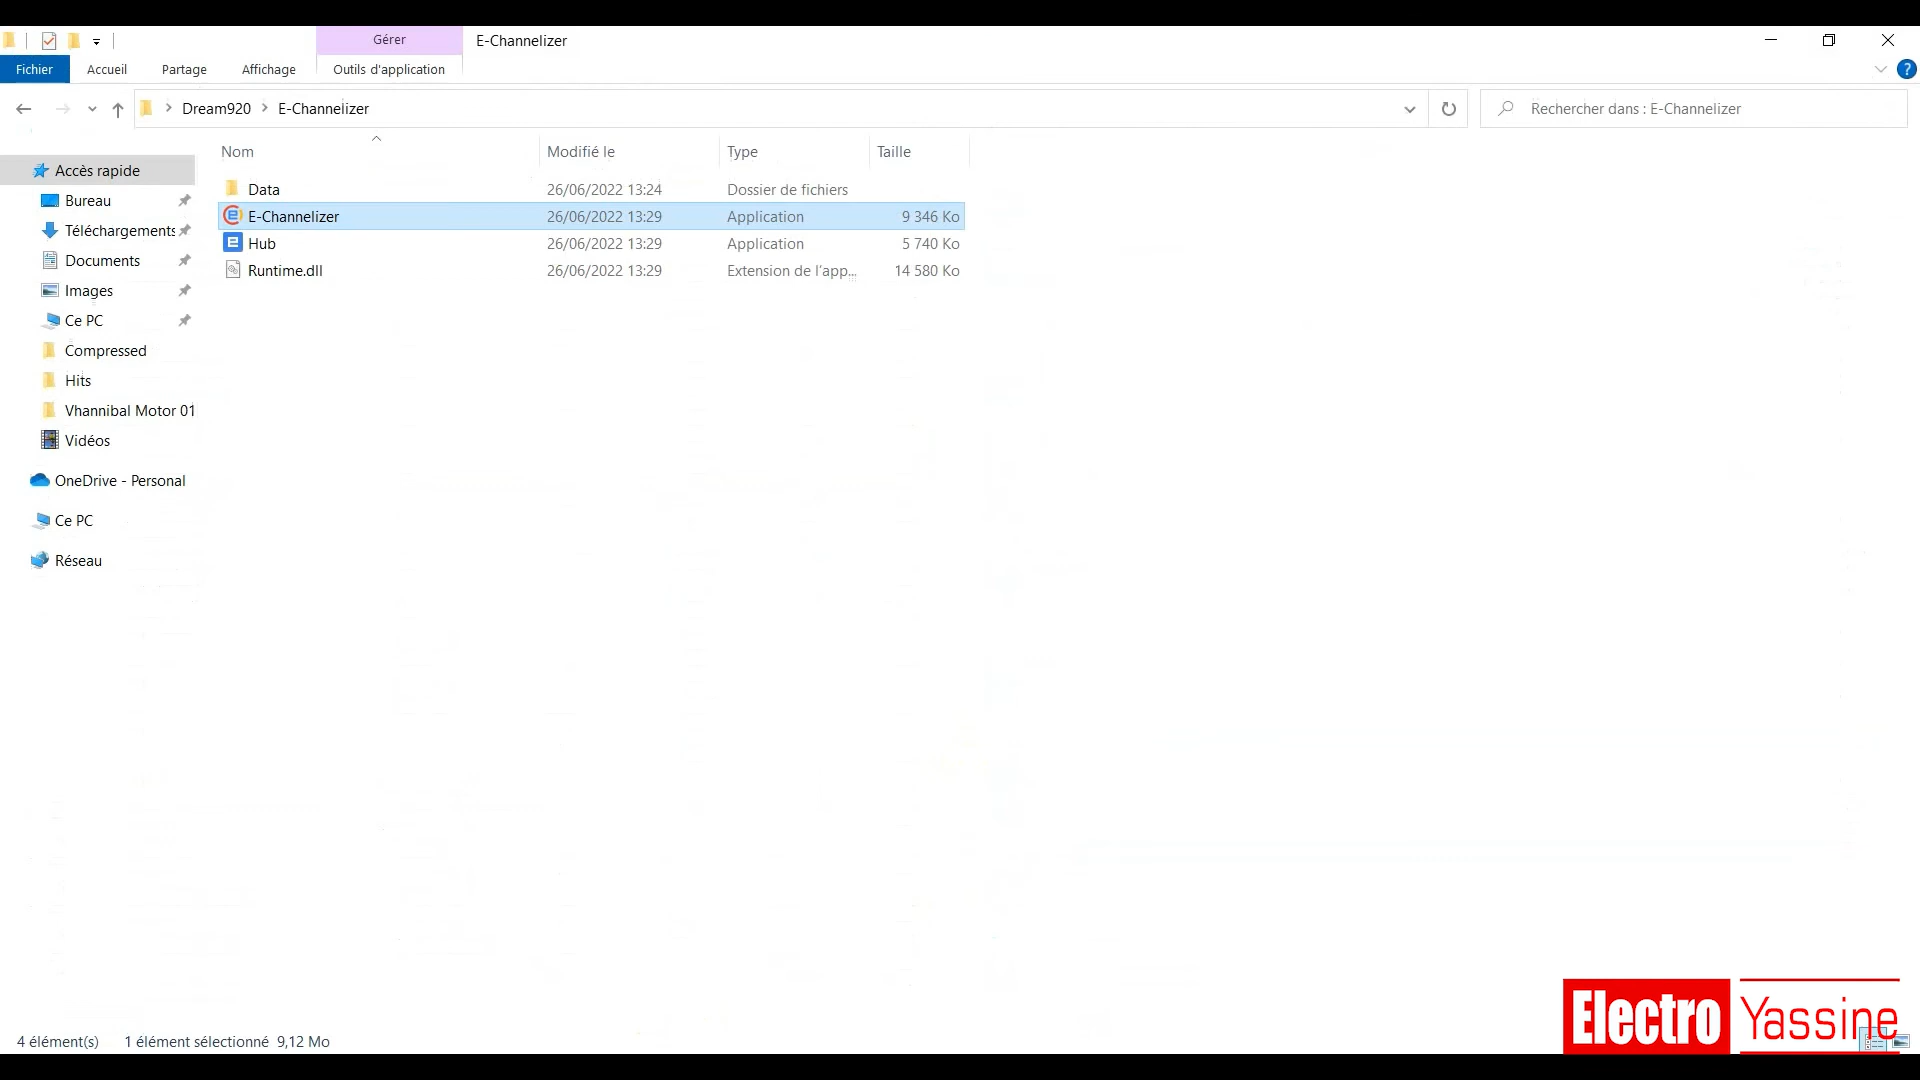 Gérer
E-Channelizer
Fichier
Accueil
Partage
Affichage
Outils d'application
?
Dream920
E-Channelizer
Rechercher dans : E-Channelizer
Nom
Modifié le
Type
Taille
Accès rapide
Bureau
Téléchargements
Documents
Images
Ce PC
Compressed
Hits
Vhannibal Motor 01
Vidéos
OneDrive - Personal
Ce PC
Réseau
Data 26/06/2022 13:24 Dossier de fichiers
E-Channelizer 26/06/2022 13:29 Application 9 346 Ko
Hub 26/06/2022 13:29 Application 5 740 Ko
Runtime.dll 26/06/2022 13:29 Extension de l'app... 14 580 Ko
Electro Yassine
4 élément(s) 1 élément sélectionné 9,12 Mo